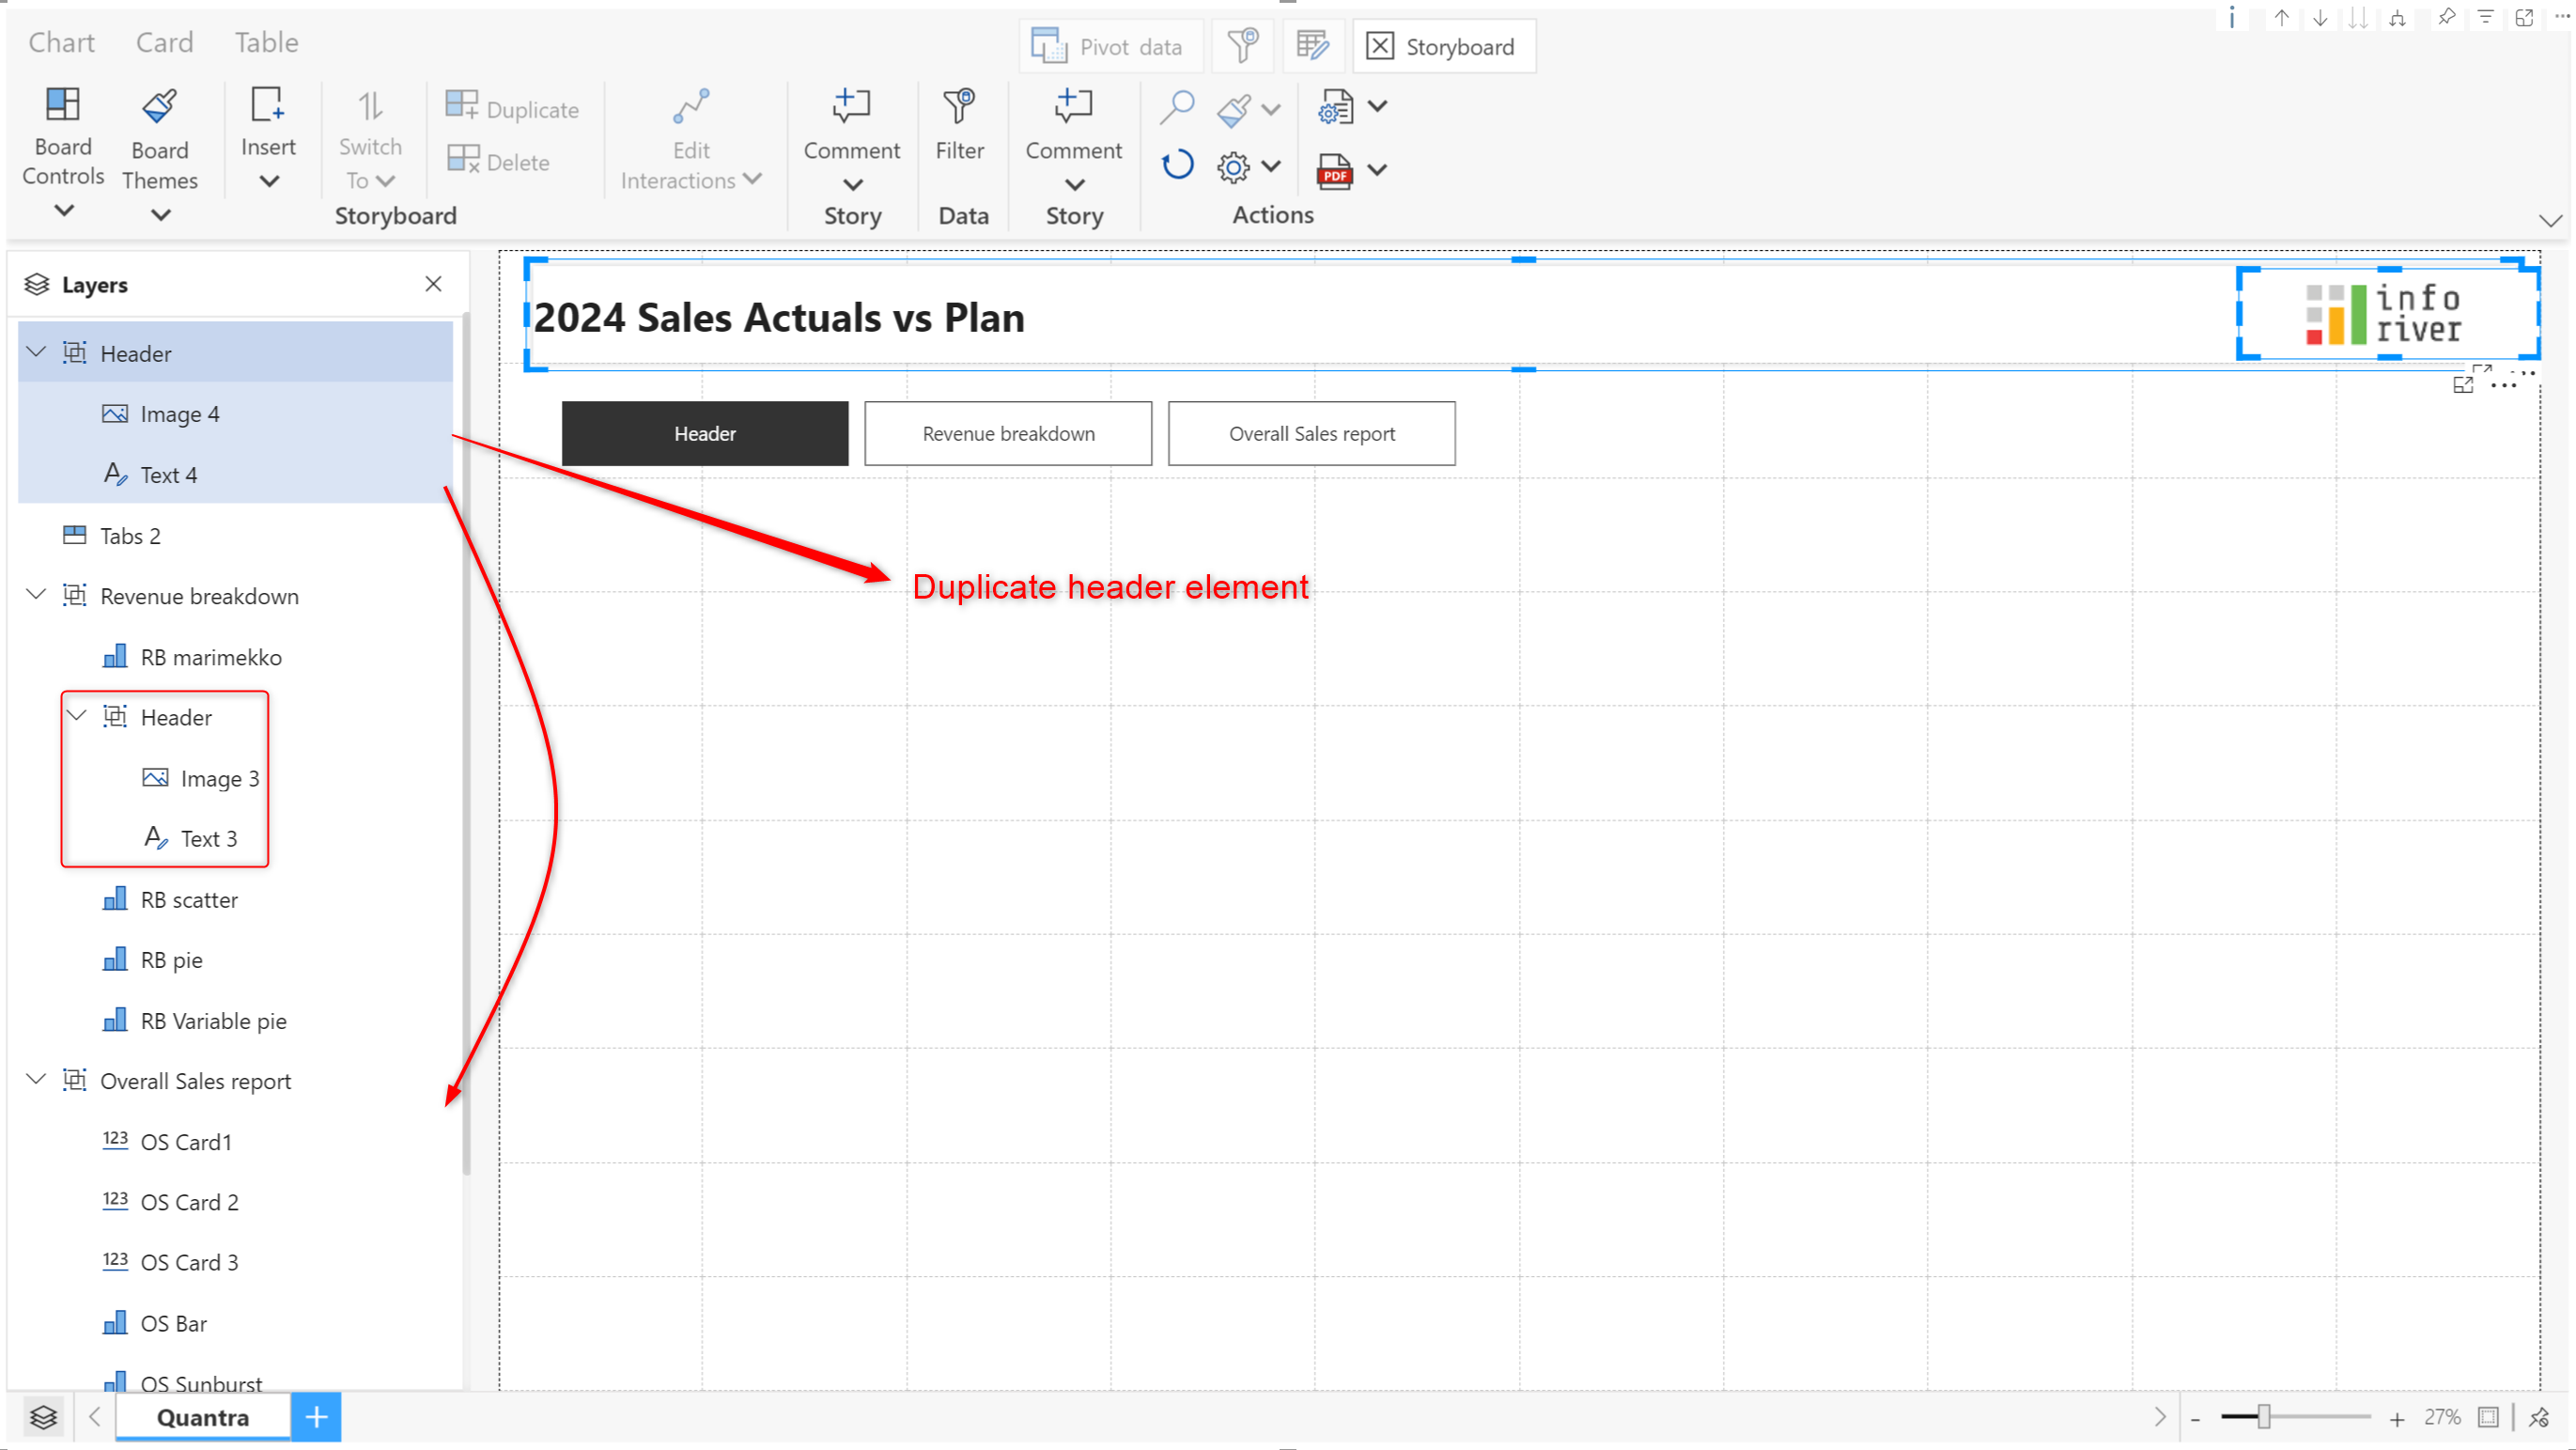 Chart Card Table
Pivot data
Storyboard
Board Controls
Board Themes
Insert
Switch To
Duplicate
Delete
Edit Interactions
Comment
Filter
Comment
PDF
Storyboard
Story
Data
Story
Actions
Layers
Header
Image 4
Text 4
Tabs 2
Revenue breakdown
RB marimekko
Header
Image 3
Text 3
RB scatter
RB pie
RB Variable pie
Overall Sales report
123 OS Card1
123 OS Card 2
123 OS Card 3
OS Bar
OS Sunburst
2024 Sales Actuals vs Plan
info
river
Header
Revenue breakdown
Overall Sales report
Duplicate header element
Quantra
27%